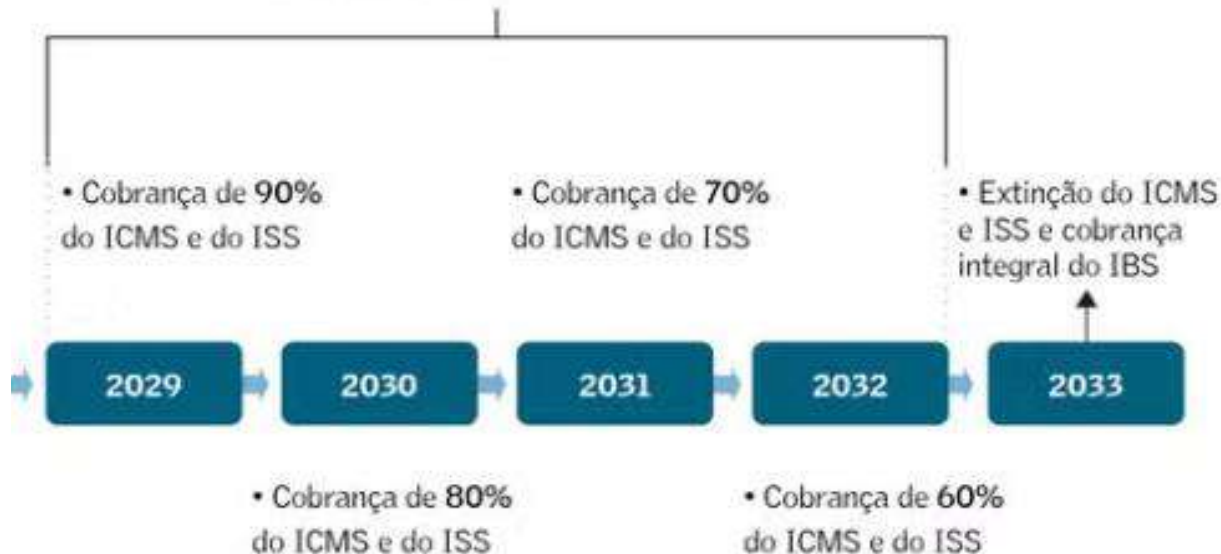 • Cobrança de 90%
do ICMS e do ISS
• Cobrança de 70%
do ICMS e do ISS
• Extinção do ICMS
e ISS e cobrança
integral do IBS
2029
2030
2031
2032
2033
• Cobrança de 80%
do ICMS e do ISS
• Cobrança de 60%
do ICMS e do ISS